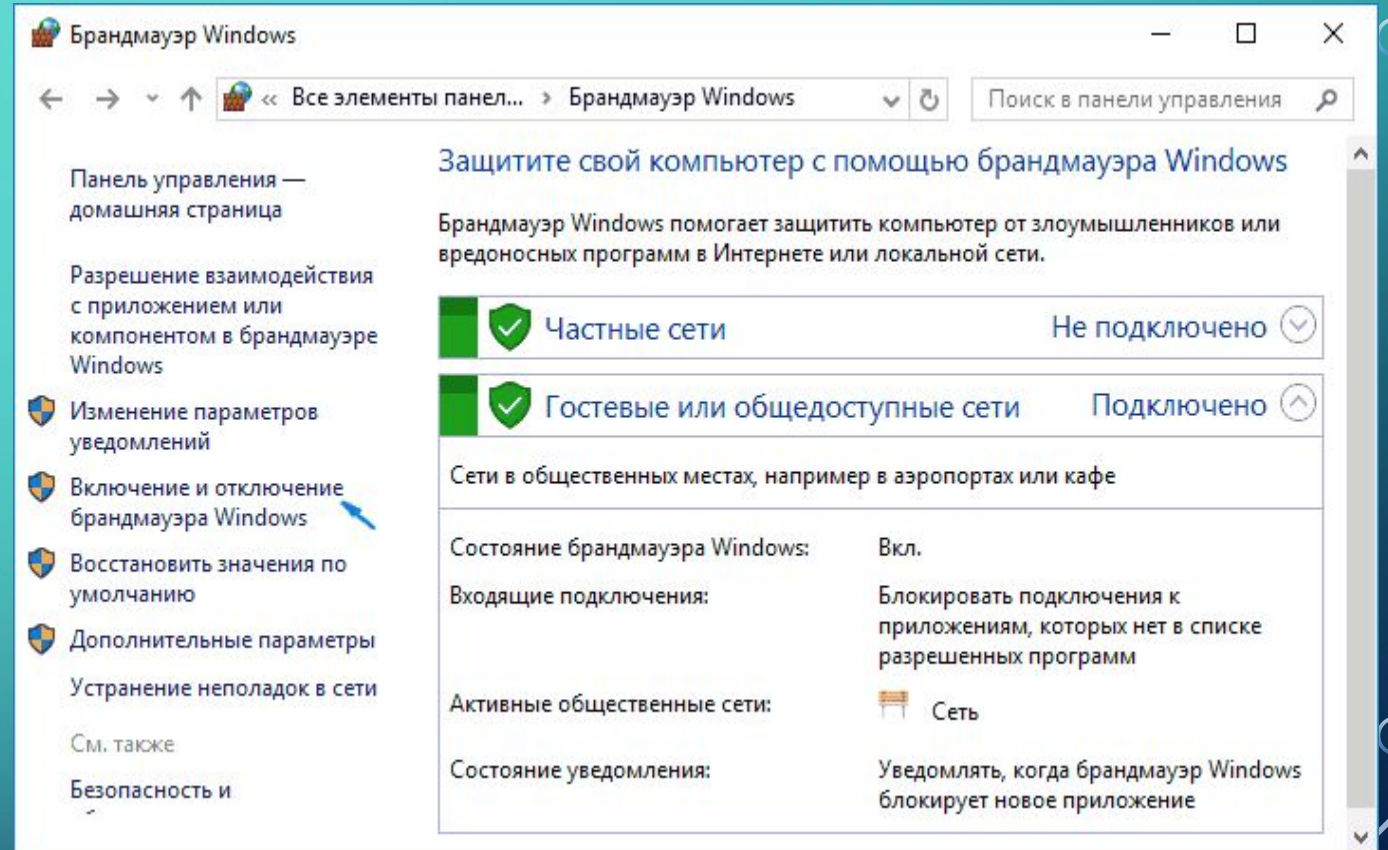 Брандмауэр Windows
« Все элементы панел... › Брандмауэр Windows
Поиск в панели управления
Панель управления —
домашняя страница
Разрешение взаимодействия
с приложением или
компонентом в брандмауэре
Windows
Изменение параметров
уведомлений
Включение и отключение
брандмауэра Windows
Восстановить значения по
умолчанию
Дополнительные параметры
Устранение неполадок в сети
См. также
Безопасность и
Защитите свой компьютер с помощью брандмауэра Windows
Брандмауэр Windows помогает защитить компьютер от злоумышленников или
вредоносных программ в Интернете или локальной сети.
Частные сети Не подключено
Гостевые или общедоступные сети Подключено
Сети в общественных местах, например в аэропортах или кафе
Состояние брандмауэра Windows: Вкл.
Входящие подключения: Блокировать подключения к
приложениям, которых нет в списке
разрешенных программ
Активные общественные сети: Сеть
Состояние уведомления: Уведомлять, когда брандмауэр Windows
блокирует новое приложение